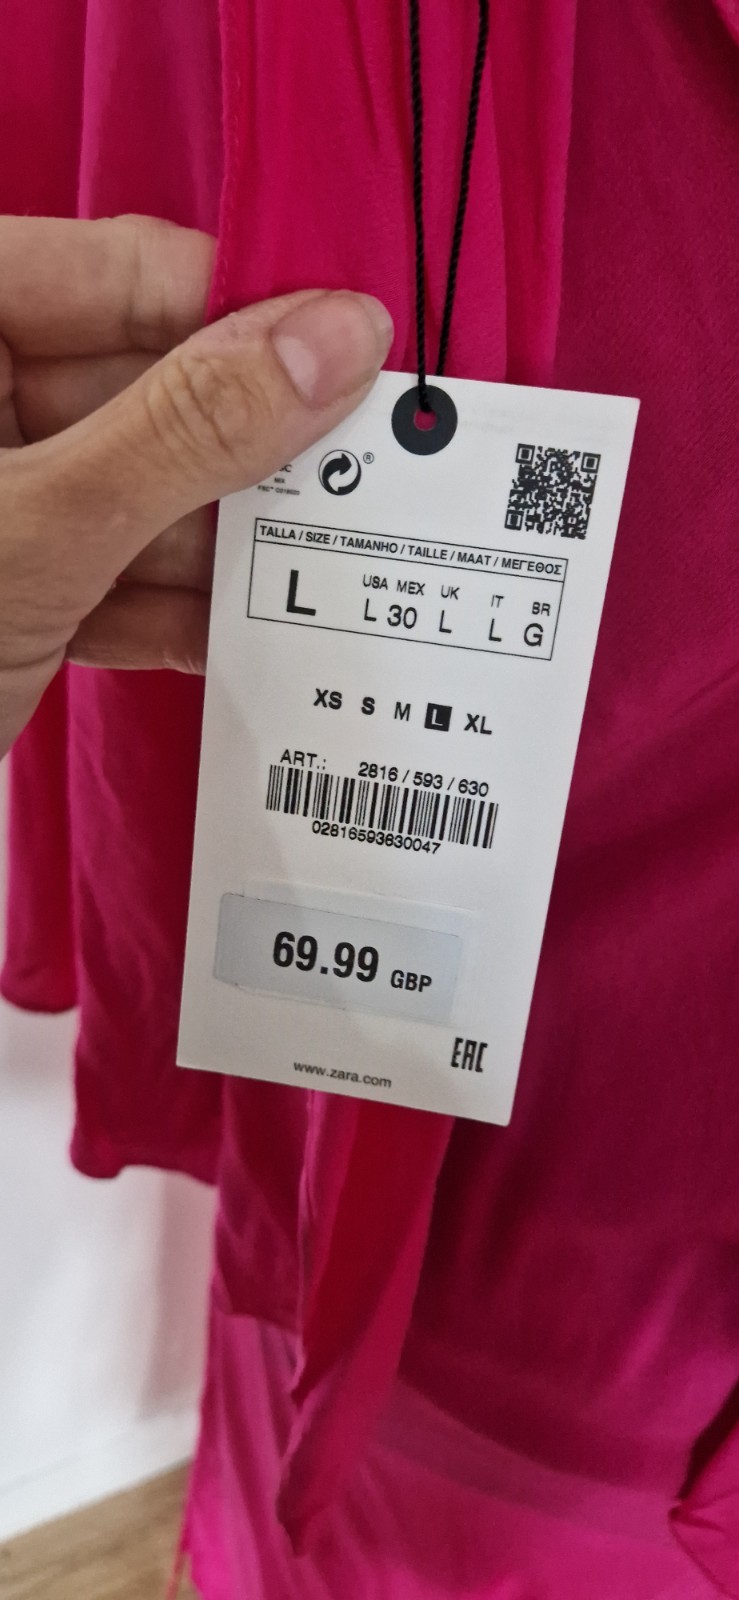 MIX
®
TALLA / SIZE / TAMANHO / TAILLE / MAAT / ΜΕΓΕΘΟΣ
L
USA MEX UK IT BR
L 30 L L G
XS S M L XL
ART.: 2816 / 593 / 630
02816593630047
69.99 GBP
EAC
www.zara.com